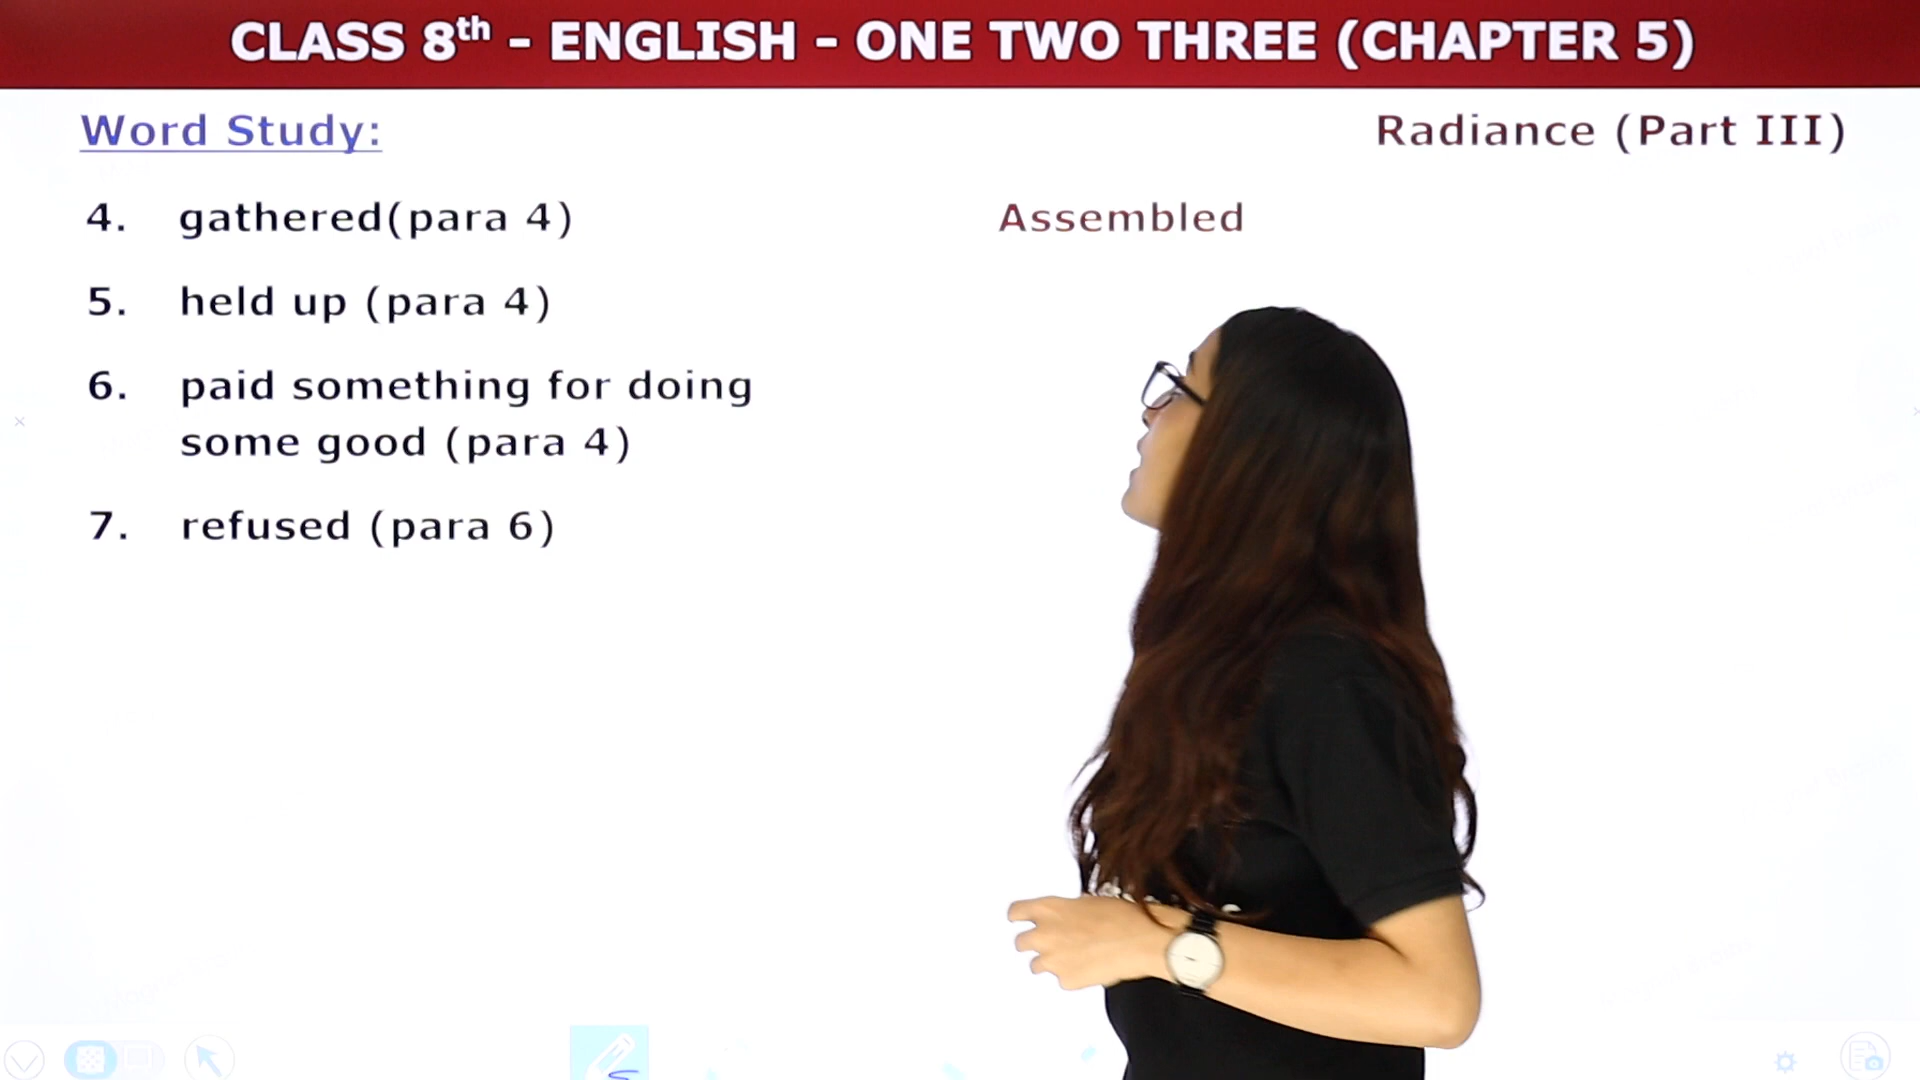 CLASS 8th - ENGLISH - ONE TWO THREE (CHAPTER 5)
Word Study:
Radiance (Part III)
4. gathered(para 4) Assembled
5. held up (para 4)
6. paid something for doing
some good (para 4)
7. refused (para 6)